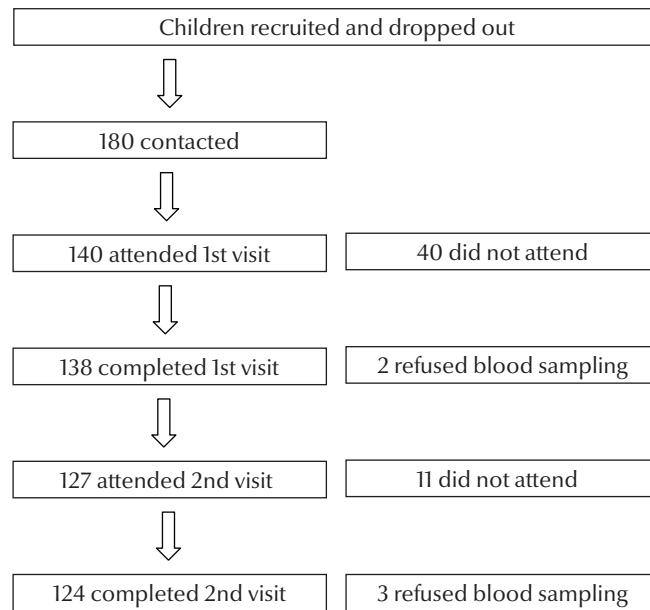 Children recruited and dropped out
180 contacted
140 attended 1st visit
40 did not attend
138 completed 1st visit
2 refused blood sampling
127 attended 2nd visit
11 did not attend
124 completed 2nd visit
3 refused blood sampling